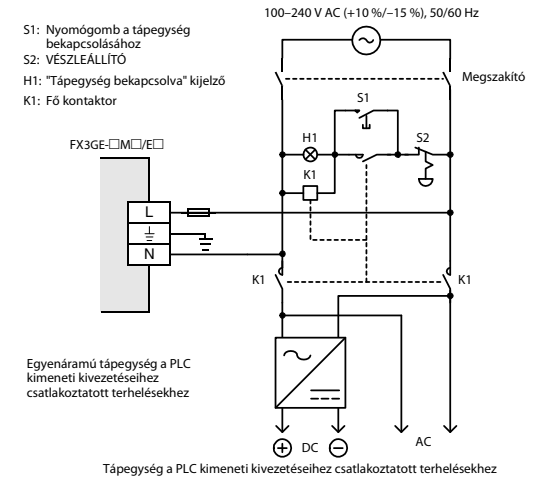 100–240 V AC (+10 %/–15 %), 50/60 Hz
S1: Nyomógomb a tápegység
bekapcsolásához
S2: VÉSZLEÁLLÍTÓ
H1: "Tápegység bekapcsolva" kijelző
K1: Fő kontaktor
Megszakító
S1
FX3GE-□M□/E□
H1
S2
K1
L
N
K1
K1
Egyenáramú tápegység a PLC
kimeneti kivezetéseihez
csatlakoztatott terhelésekhez
+ DC −
AC
Tápegység a PLC kimeneti kivezetéseihez csatlakoztatott terhelésekhez